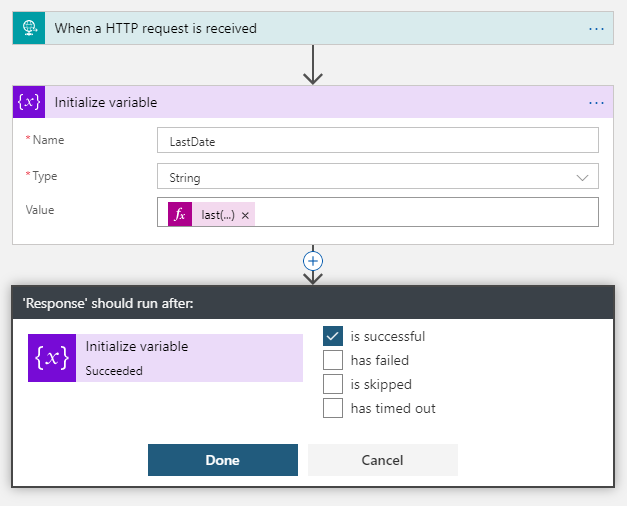 When a HTTP request is received
...
{x} Initialize variable
...
* Name
LastDate
* Type
String
Value
fx last(...) ×
'Response' should run after:
{x} Initialize variable
Succeeded
is successful
has failed
is skipped
has timed out
Done
Cancel